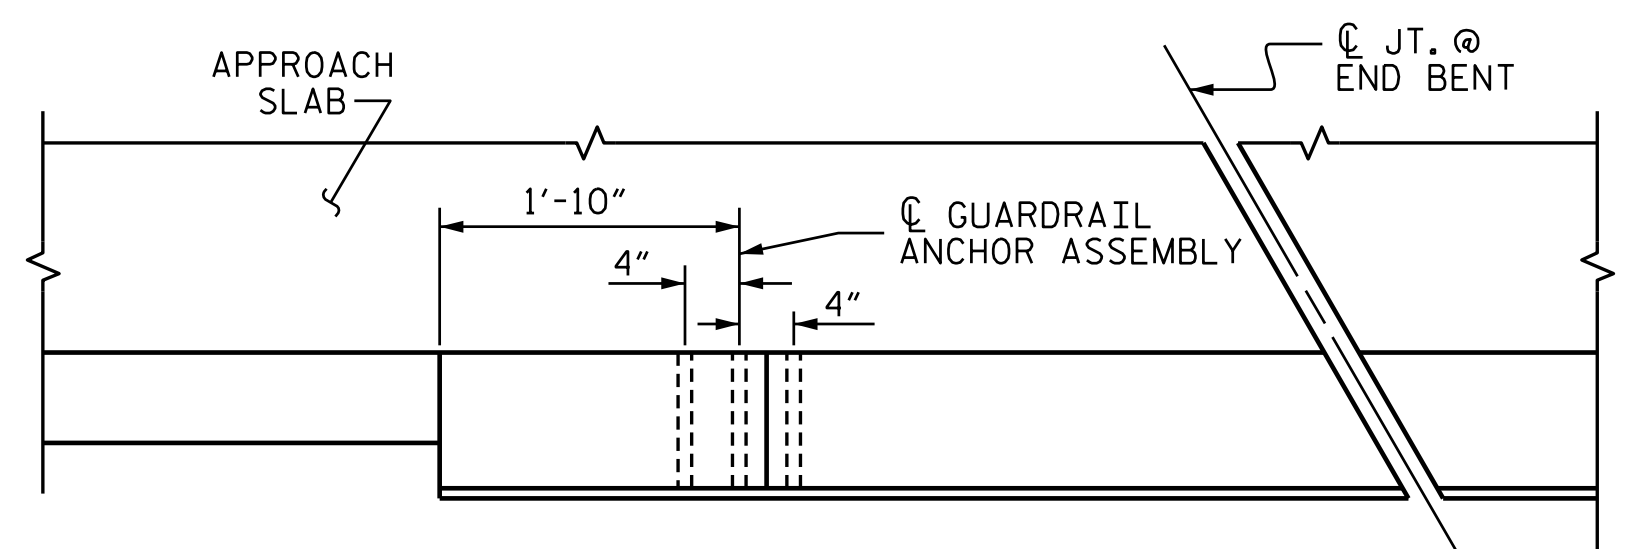 ℄ JT. @
END BENT
APPROACH
SLAB
1'-10"
℄ GUARDRAIL
ANCHOR ASSEMBLY
4"
4"